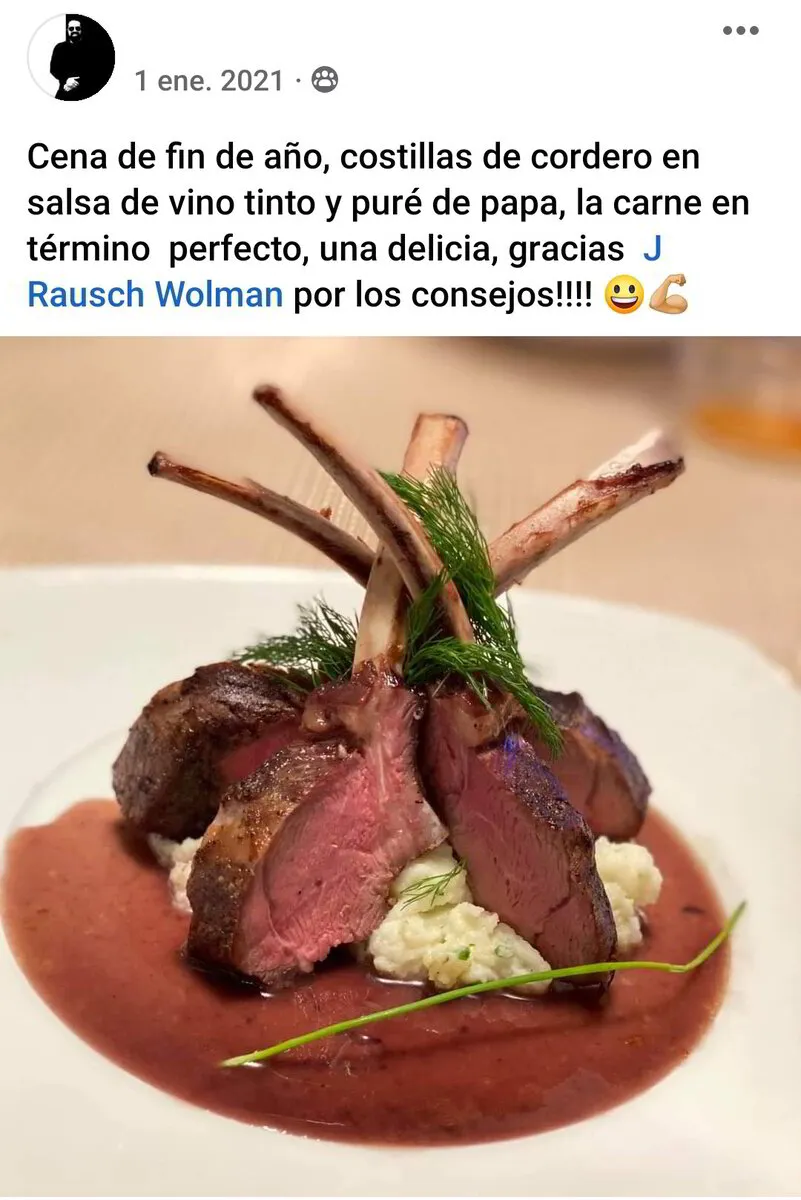 1 ene. 2021 ·
Cena de fin de año, costillas de cordero en
salsa de vino tinto y puré de papa, la carne en
término perfecto, una delicia, gracias J
Rausch Wolman por los consejos!!!! 😀💪🏼